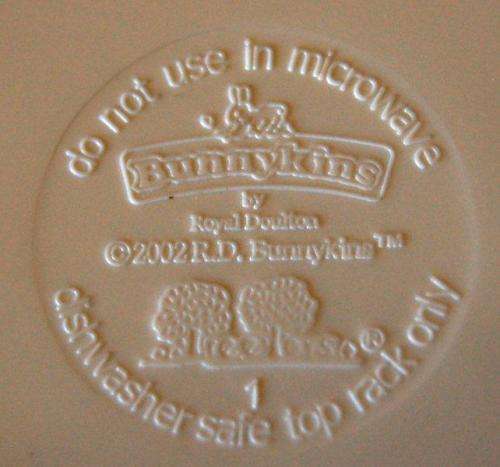 do not use in microwave
Bunnykins
by
Royal Doulton
©2002 R.D. Bunnykins™
®
1
dishwasher safe top rack only